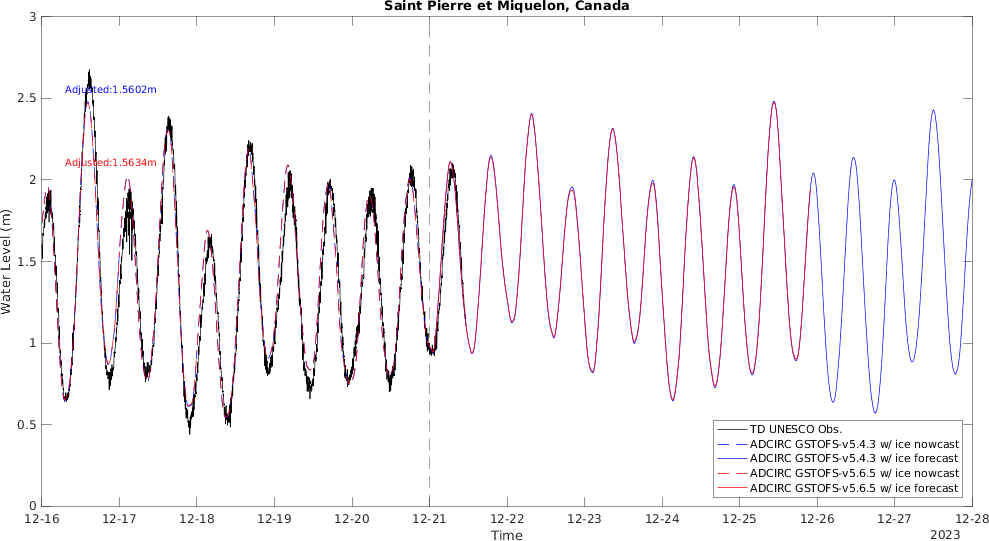 Saint Pierre et Miquelon, Canada
3
2.5
2
1.5
1
0.5
0
Water Level (m)
Adjusted:1.5602m
Adjusted:1.5634m
TD UNESCO Obs.
ADCIRC GSTOFS-v5.4.3 w/ ice nowcast
ADCIRC GSTOFS-v5.4.3 w/ ice forecast
ADCIRC GSTOFS-v5.6.5 w/ ice nowcast
ADCIRC GSTOFS-v5.6.5 w/ ice forecast
12-16 12-17 12-18 12-19 12-20 12-21 12-22 12-23 12-24 12-25 12-26 12-27 12-28
Time
2023